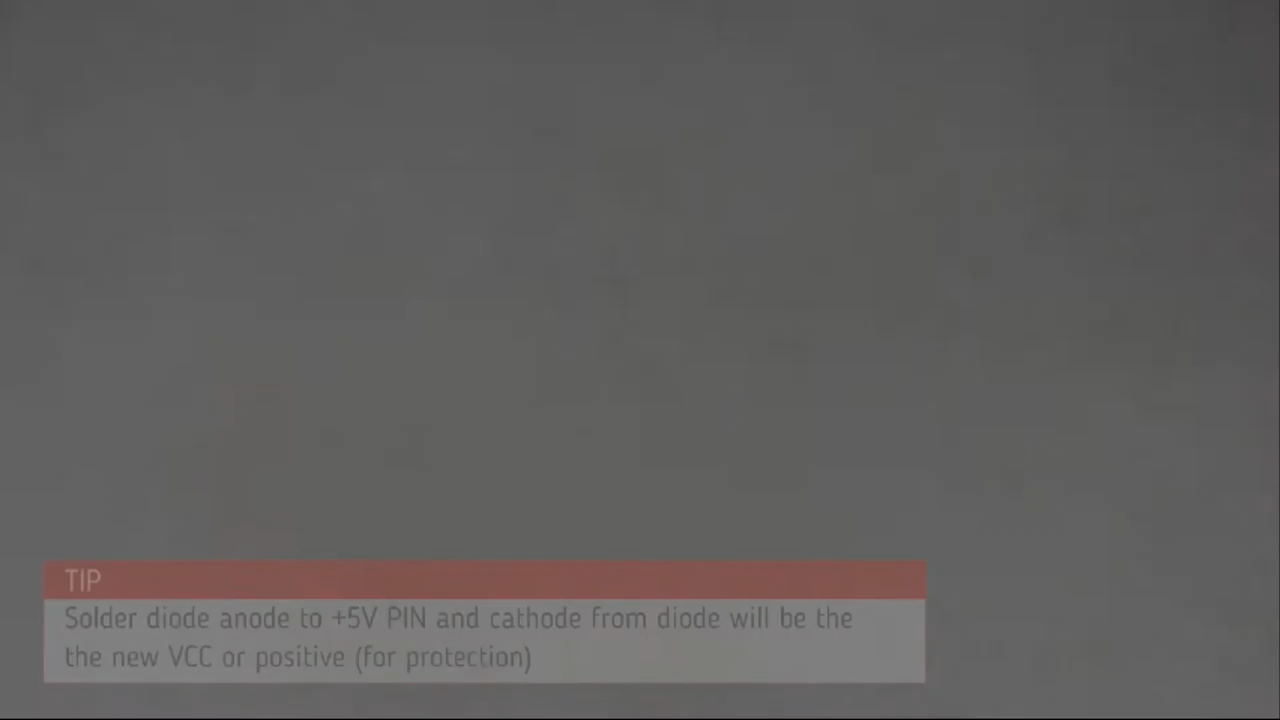 TIP
Solder diode anode to +5V PIN and cathode from diode will be the
the new VCC or positive (for protection)